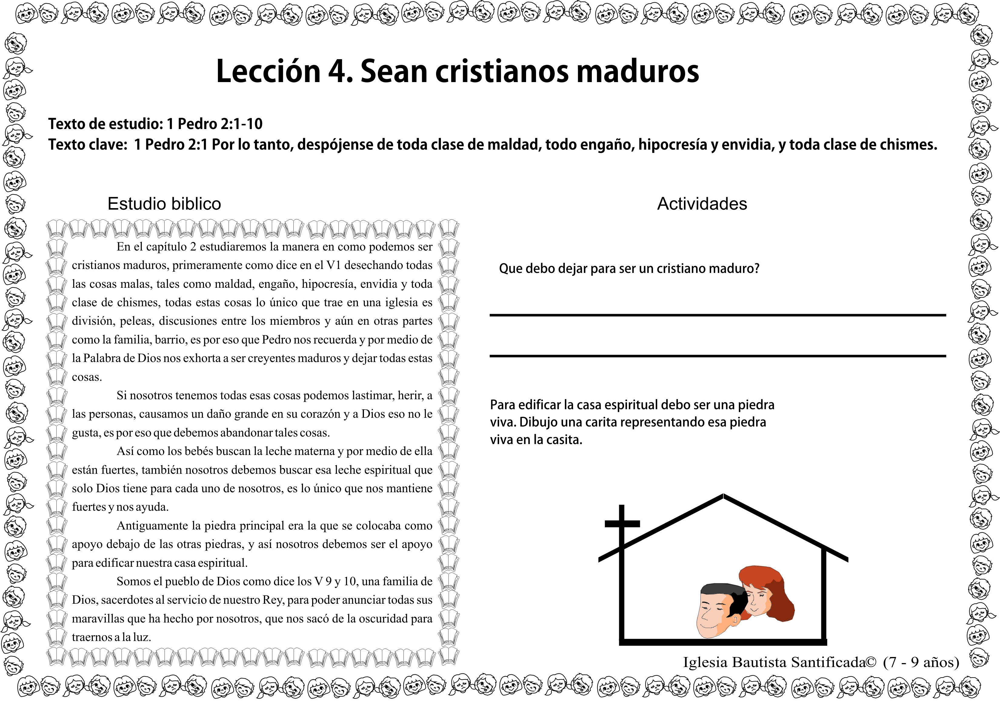 Lección 4. Sean cristianos maduros
Texto de estudio: 1 Pedro 2:1-10
Texto clave:  1 Pedro 2:1 Por lo tanto, despójense de toda clase de maldad, todo engaño, hipocresía y envidia, y toda clase de chismes.
Estudio biblico
En el capítulo 2 estudiaremos la manera en como podemos ser
cristianos maduros, primeramente como dice en el V1 desechando todas
las cosas malas, tales como maldad, engaño, hipocresía, envidia y toda
clase de chismes, todas estas cosas lo único que trae en una iglesia es
división, peleas, discusiones entre los miembros y aún en otras partes
como la familia, barrio, es por eso que Pedro nos recuerda y por medio de
la Palabra de Dios nos exhorta a ser creyentes maduros y dejar todas estas
cosas.
Si nosotros tenemos todas esas cosas podemos lastimar, herir, a
las personas, causamos un daño grande en su corazón y a Dios eso no le
gusta, es por eso que debemos abandonar tales cosas.
Así como los bebés buscan la leche materna y por medio de ella
están fuertes, también nosotros debemos buscar esa leche espiritual que
solo Dios tiene para cada uno de nosotros, es lo único que nos mantiene
fuertes y nos ayuda.
Antiguamente la piedra principal era la que se colocaba como
apoyo debajo de las otras piedras, y así nosotros debemos ser el apoyo
para edificar nuestra casa espiritual.
Somos el pueblo de Dios como dice los V 9 y 10, una familia de
Dios, sacerdotes al servicio de nuestro Rey, para poder anunciar todas sus
maravillas que ha hecho por nosotros, que nos sacó de la oscuridad para
traernos a la luz.
Actividades
Que debo dejar para ser un cristiano maduro?
Para edificar la casa espiritual debo ser una piedra
viva. Dibujo una carita representando esa piedra
viva en la casita.
Iglesia Bautista Santificada© (7 - 9 años)